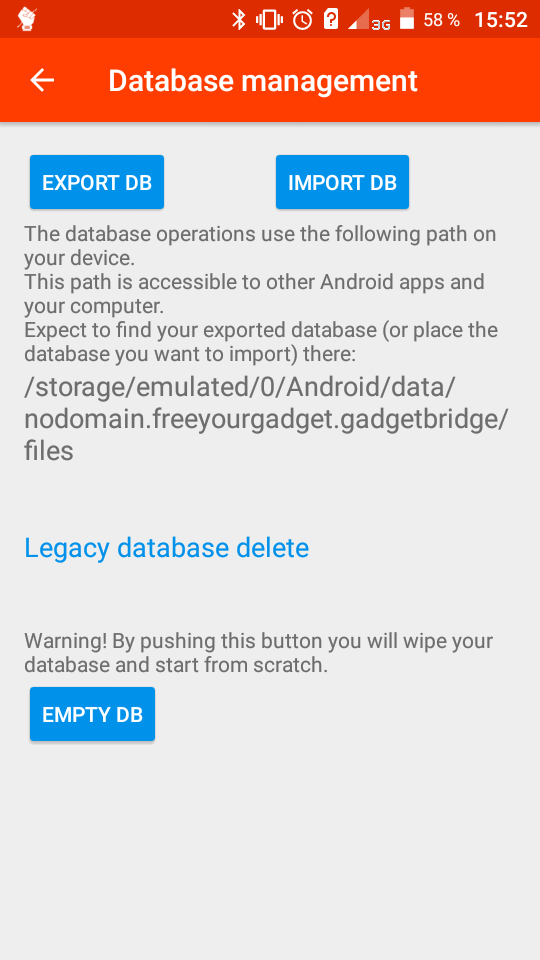 3G 58 % 15:52
Database management
EXPORT DB IMPORT DB
The database operations use the following path on
your device.
This path is accessible to other Android apps and
your computer.
Expect to find your exported database (or place the
database you want to import) there:
/storage/emulated/0/Android/data/
nodomain.freeyourgadget.gadgetbridge/
files
Legacy database delete
Warning! By pushing this button you will wipe your
database and start from scratch.
EMPTY DB